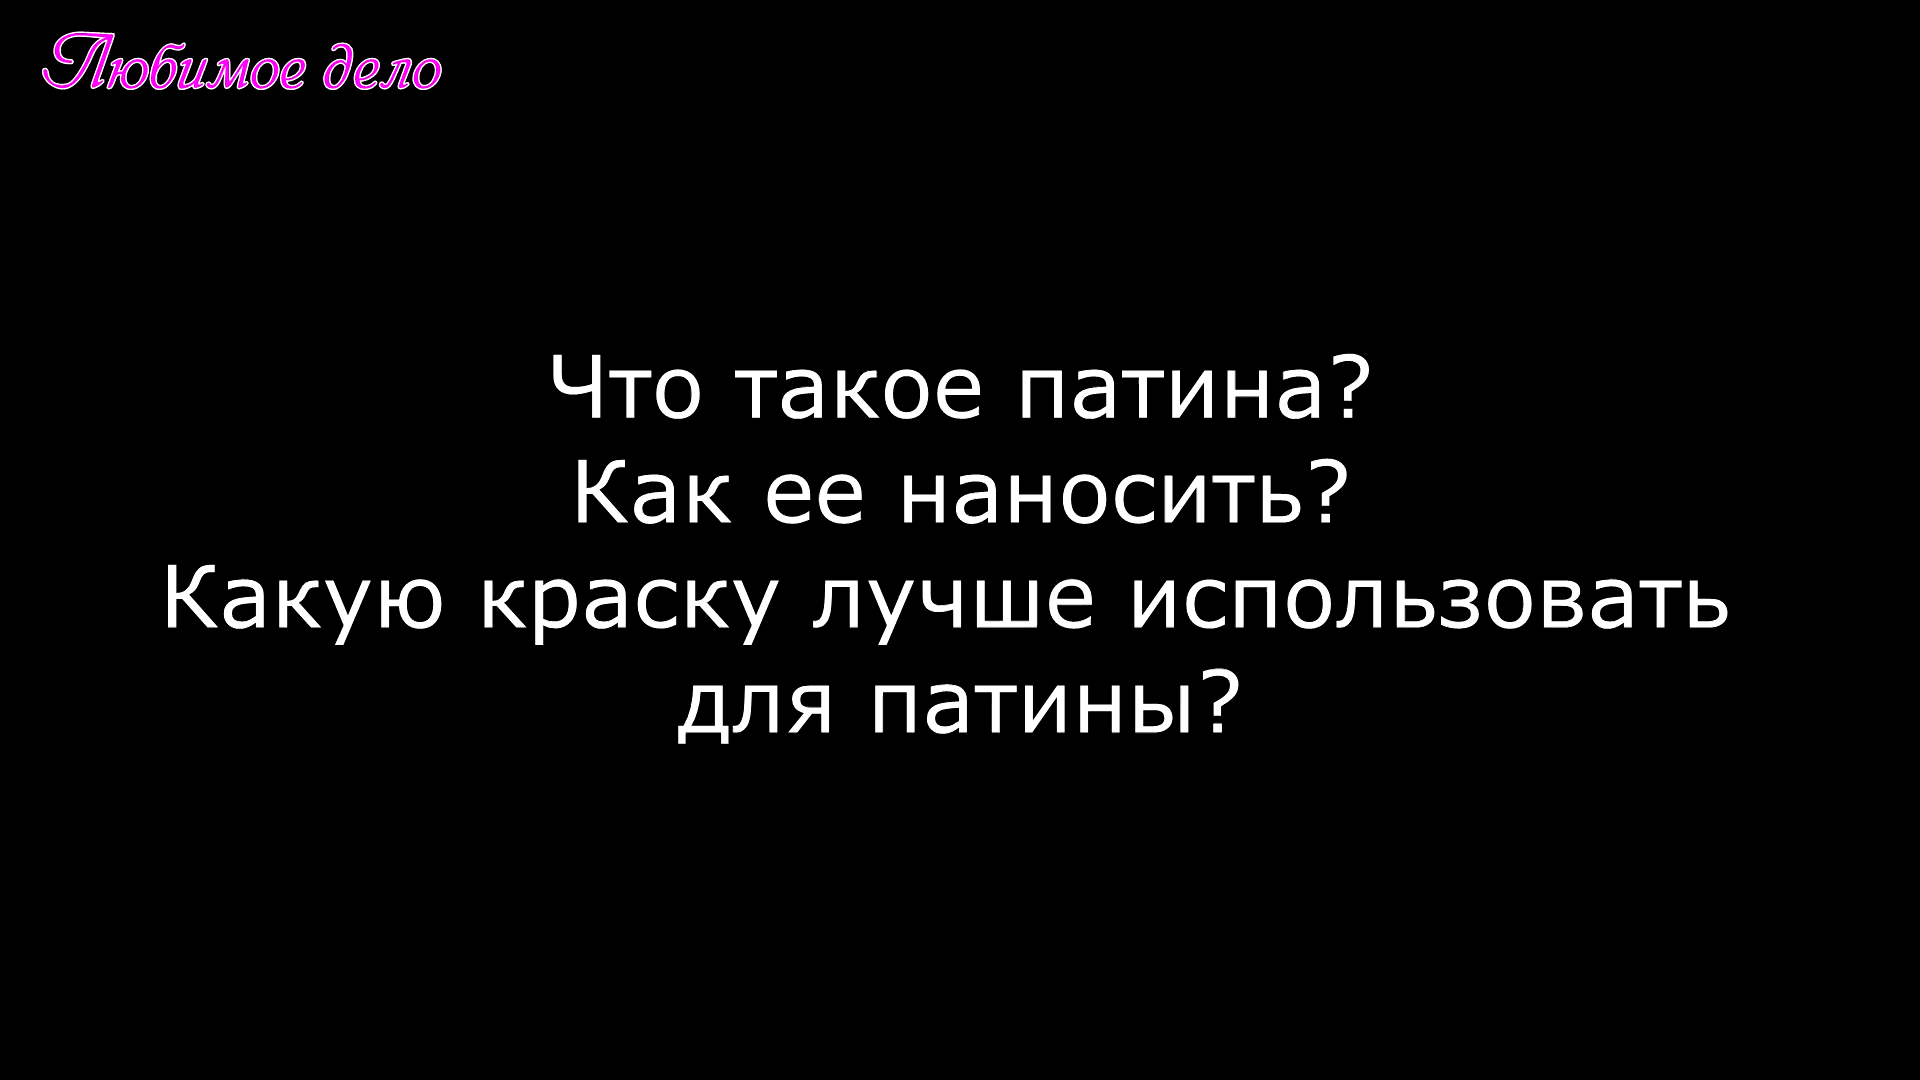 Любимое дело
Что такое патина?
Как ее наносить?
Какую краску лучше использовать
для патины?